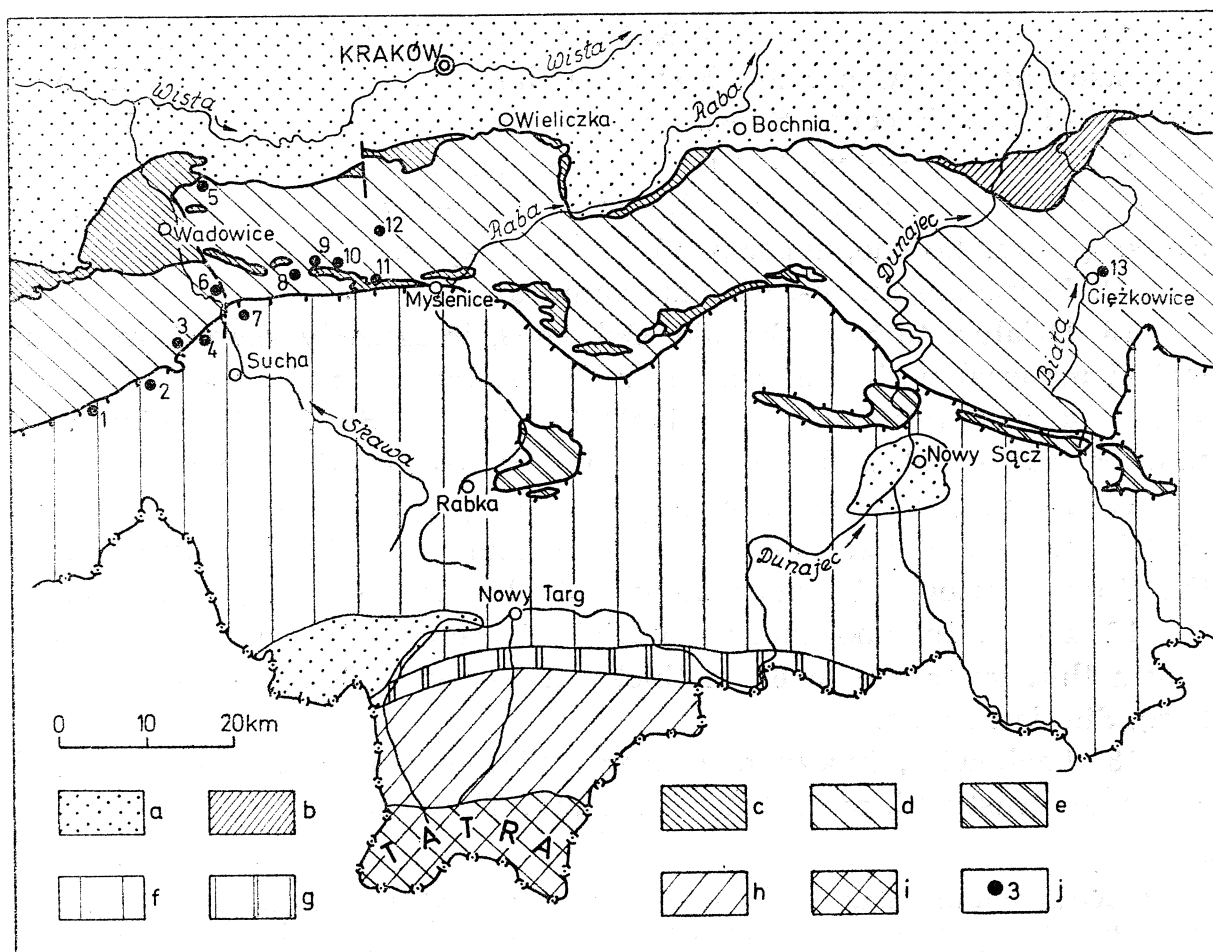 KRAKÓW
Wisła
Wisła
Raba
Wieliczka
Bochnia
5
Wadowice
12
Raba
Dunajec
9
10
8
11
6
Myślenice
13
Ciężkowice
7
3
4
Sucha
2
1
Biała
Skawa
Nowy Sącz
Rabka
Dunajec
Nowy Targ
0 10 20km
a
b
c
d
e
TATRA
f
g
h
i
3 j